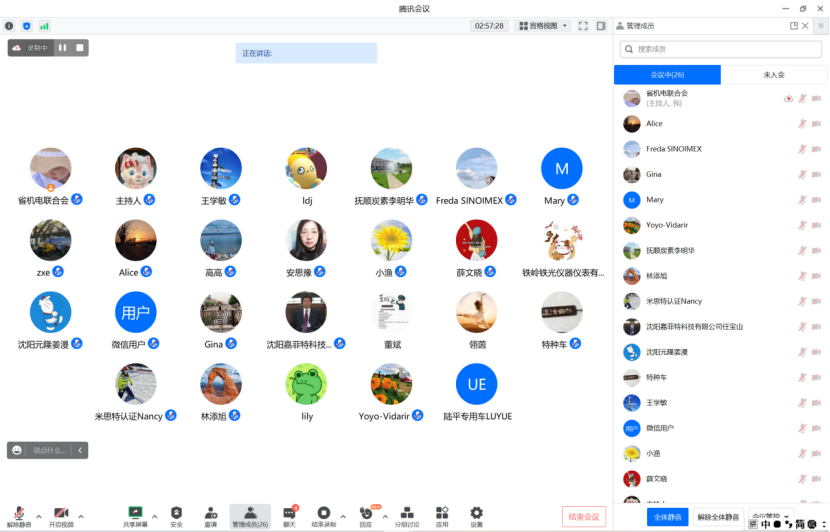 腾讯会议
02:57:28
宫格视图
管理成员
录制中
正在讲话:
搜索成员
会议中(26)
未入会
省机电联合会
主持人
王学敏
ldj
抚顺炭素李明华
Freda SINOIMEX
Mary
M
zxe
Alice
高高
安思豫
小渔
薛文晓
铁岭铁光仪器仪表有...
用户
沈阳元隆姜漫
微信用户
Gina
沈阳嘉菲特科技...
董斌
翎茵
特种车
UE
米思特认证Nancy
林添旭
lily
Yoyo-Vidarir
陆平专用车LUYUE
说点什么...
解除静音
开启视频
共享屏幕
安全
邀请
管理成员(26)
聊天
结束录制
回应
分组讨论
应用
设置
结束会议
省机电联合会
(主持人, 我)
Alice
Freda SINOIMEX
Gina
M
Mary
Yoyo-Vidarir
抚顺炭素李明华
林添旭
米思特认证Nancy
沈阳嘉菲特科技有限公司任宝山
沈阳元隆姜漫
特种车
王学敏
用户
微信用户
小渔
薛文晓
全体静音
解除全体静音
拼 中 简